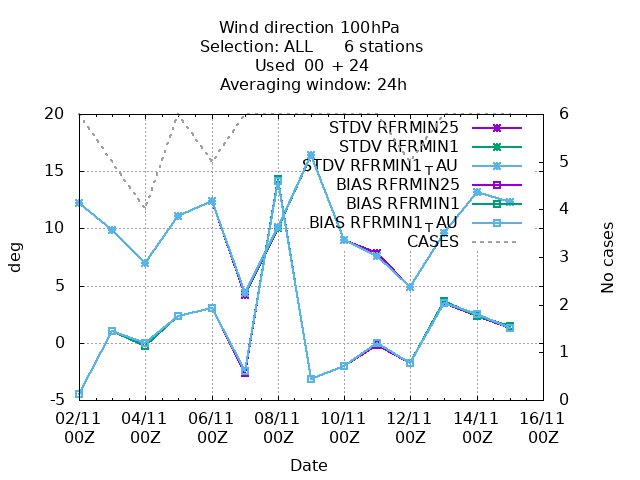 Wind direction 100hPa
Selection: ALL 6 stations
Used 00 + 24
Averaging window: 24h
20
15
10
5
0
-5
deg
6
5
4
3
2
1
0
No cases
STDV RFRMIN25
STDV RFRMIN1
STDV RFRMIN1_TAU
BIAS RFRMIN25
BIAS RFRMIN1
BIAS RFRMIN1_TAU
CASES
02/11 04/11 06/11 08/11 10/11 12/11 14/11 16/11
00Z 00Z 00Z 00Z 00Z 00Z 00Z 00Z
Date